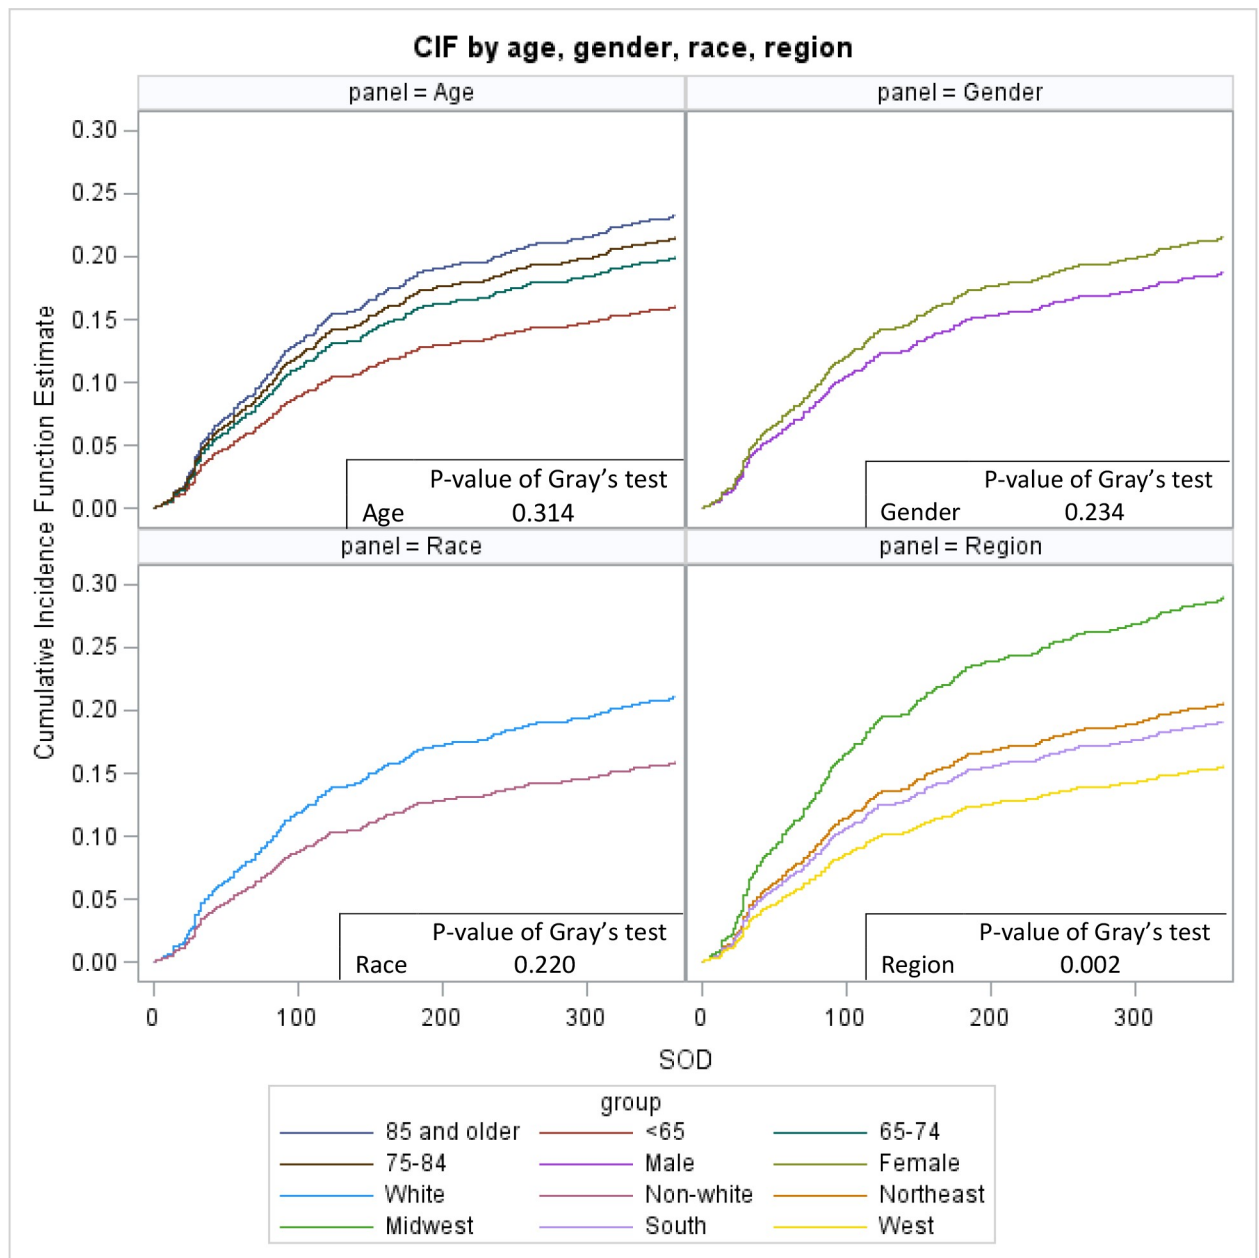 CIF by age, gender, race, region
panel = Age
panel = Gender
Cumulative Incidence Function Estimate
0.30
0.25
0.20
0.15
0.10
0.05
0.00
P-value of Gray’s test
Age 0.314
P-value of Gray’s test
Gender 0.234
panel = Race
panel = Region
0.30
0.25
0.20
0.15
0.10
0.05
0.00
P-value of Gray’s test
Race 0.220
P-value of Gray’s test
Region 0.002
0 100 200 300
0 100 200 300
SOD
group
85 and older <65 65-74
75-84 Male Female
White Non-white Northeast
Midwest South West